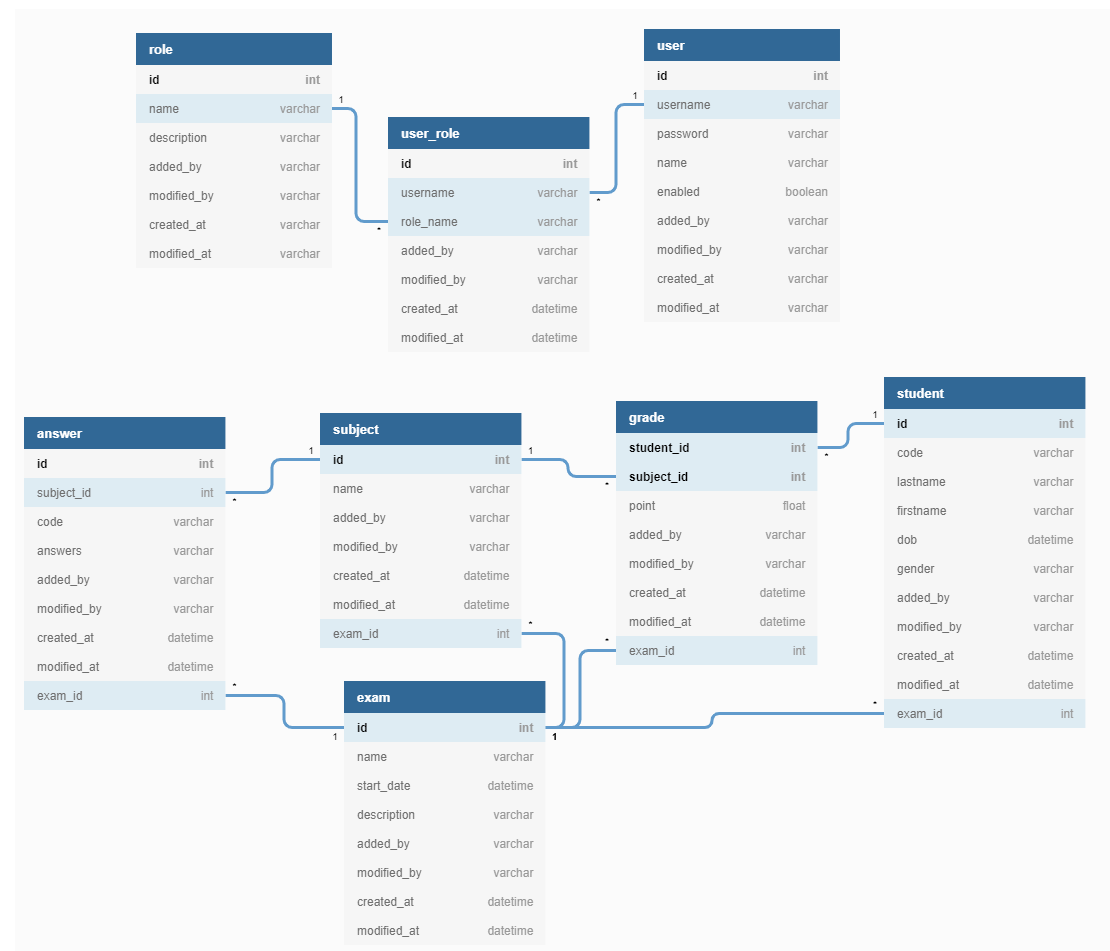 role
id int
name varchar
description varchar
added_by varchar
modified_by varchar
created_at varchar
modified_at varchar
1
*
user_role
id int
username varchar
role_name varchar
added_by varchar
modified_by varchar
created_at datetime
modified_at datetime
1
*
user
id int
username varchar
password varchar
name varchar
enabled boolean
added_by varchar
modified_by varchar
created_at varchar
modified_at varchar
answer
id int
subject_id int
code varchar
answers varchar
added_by varchar
modified_by varchar
created_at datetime
modified_at datetime
exam_id int
*
1
*
1
subject
id int
name varchar
added_by varchar
modified_by varchar
created_at datetime
modified_at datetime
exam_id int
1
*
*
*
grade
student_id int
subject_id int
point float
added_by varchar
modified_by varchar
created_at datetime
modified_at datetime
exam_id int
1
*
*
student
id int
code varchar
lastname varchar
firstname varchar
dob datetime
gender varchar
added_by varchar
modified_by varchar
created_at datetime
modified_at datetime
exam_id int
exam
id int
name varchar
start_date datetime
description varchar
added_by varchar
modified_by varchar
created_at datetime
modified_at datetime
1